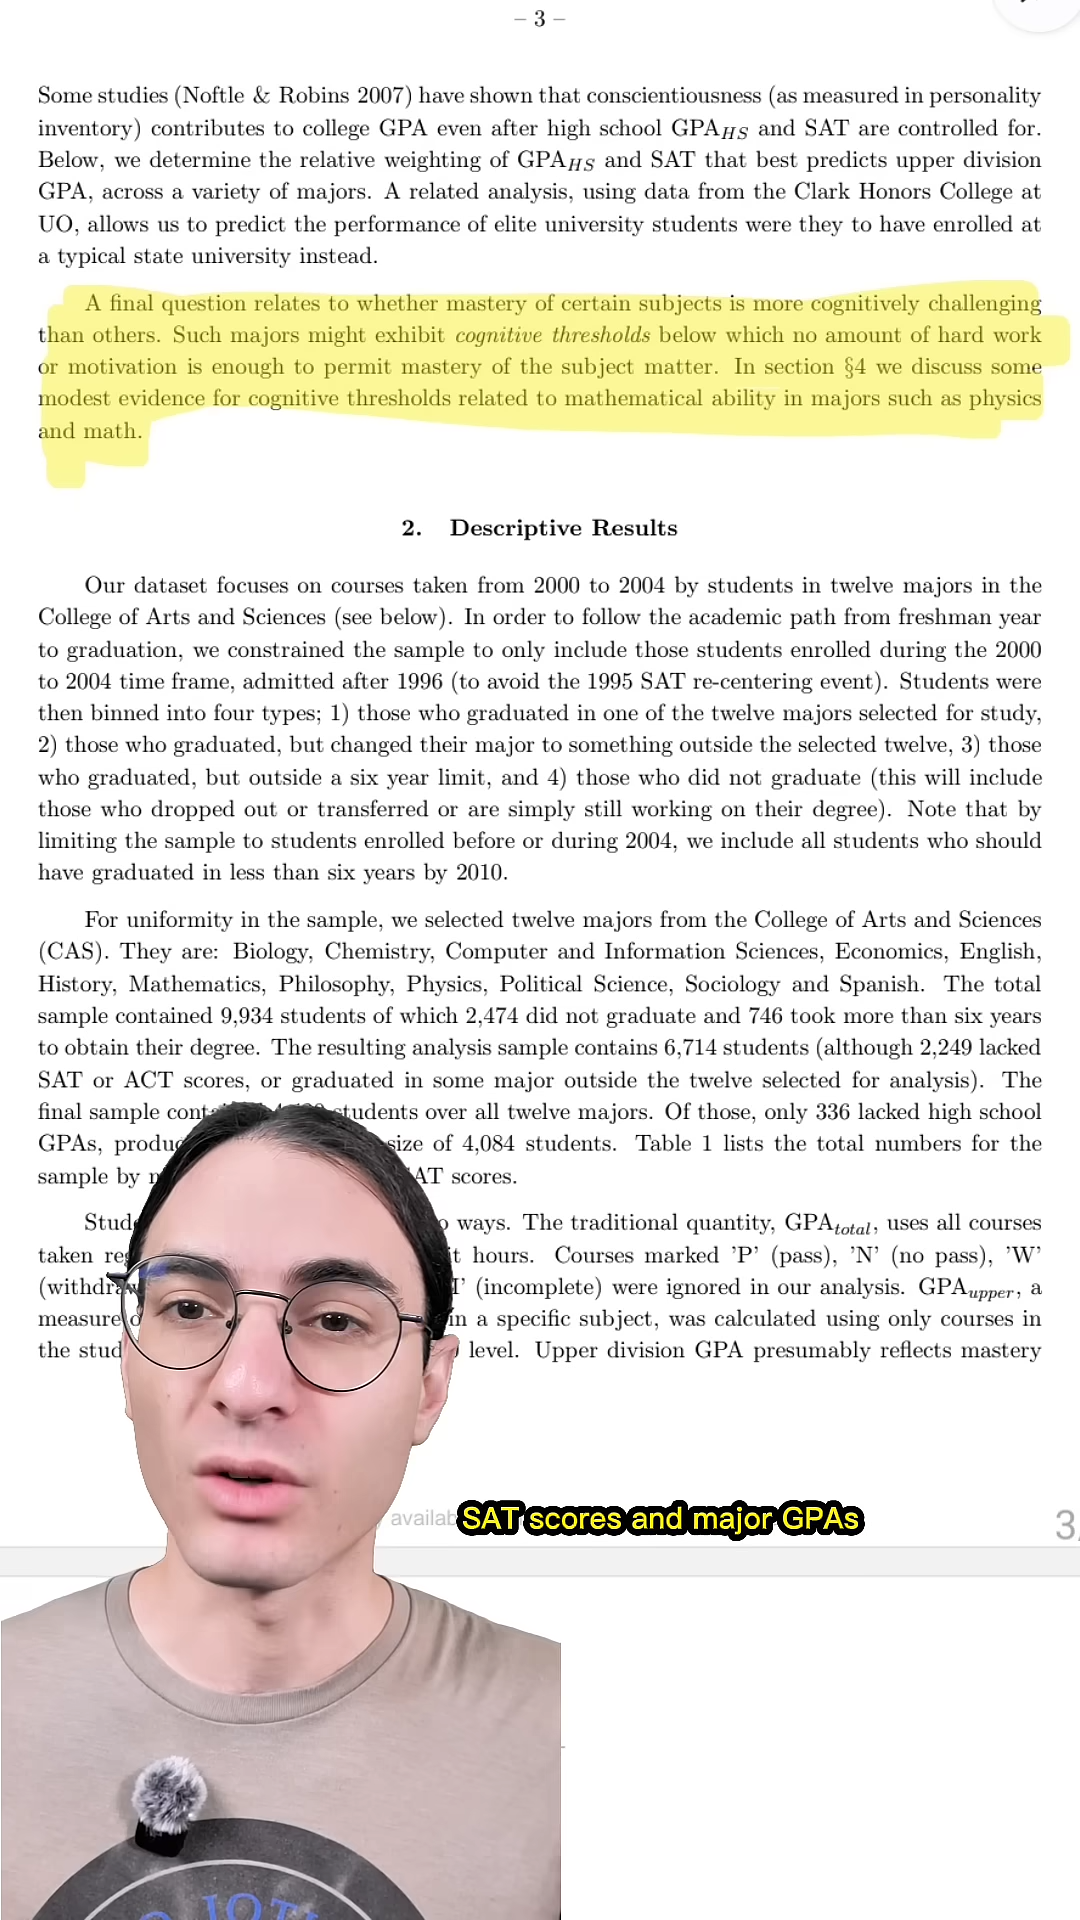 – 3 –
Some studies (Noftle & Robins 2007) have shown that conscientiousness (as measured in personality
inventory) contributes to college GPA even after high school GPA_HS and SAT are controlled for.
Below, we determine the relative weighting of GPA_HS and SAT that best predicts upper division
GPA, across a variety of majors. A related analysis, using data from the Clark Honors College at
UO, allows us to predict the performance of elite university students were they to have enrolled at
a typical state university instead.
A final question relates to whether mastery of certain subjects is more cognitively challenging
than others. Such majors might exhibit cognitive thresholds below which no amount of hard work
or motivation is enough to permit mastery of the subject matter. In section §4 we discuss some
modest evidence for cognitive thresholds related to mathematical ability in majors such as physics
and math.
2. Descriptive Results
Our dataset focuses on courses taken from 2000 to 2004 by students in twelve majors in the
College of Arts and Sciences (see below). In order to follow the academic path from freshman year
to graduation, we constrained the sample to only include those students enrolled during the 2000
to 2004 time frame, admitted after 1996 (to avoid the 1995 SAT re-centering event). Students were
then binned into four types; 1) those who graduated in one of the twelve majors selected for study,
2) those who graduated, but changed their major to something outside the selected twelve, 3) those
who graduated, but outside a six year limit, and 4) those who did not graduate (this will include
those who dropped out or transferred or are simply still working on their degree). Note that by
limiting the sample to students enrolled before or during 2004, we include all students who should
have graduated in less than six years by 2010.
For uniformity in the sample, we selected twelve majors from the College of Arts and Sciences
(CAS). They are: Biology, Chemistry, Computer and Information Sciences, Economics, English,
History, Mathematics, Philosophy, Physics, Political Science, Sociology and Spanish. The total
sample contained 9,934 students of which 2,474 did not graduate and 746 took more than six years
to obtain their degree. The resulting analysis sample contains 6,714 students (although 2,249 lacked
SAT or ACT scores, or graduated in some major outside the twelve selected for analysis). The
final sample students over all twelve majors. Of those, only 336 lacked high school
GPAs, size of 4,084 students. Table 1 lists the total numbers for the
sample by SAT scores.
ways. The traditional quantity, GPA_total, uses all courses
taken hours. Courses marked 'P' (pass), 'N' (no pass), 'W'
(incomplete) were ignored in our analysis. GPA_upper, a
measure in a specific subject, was calculated using only courses in
the level. Upper division GPA presumably reflects mastery
SAT scores and major GPAs
3